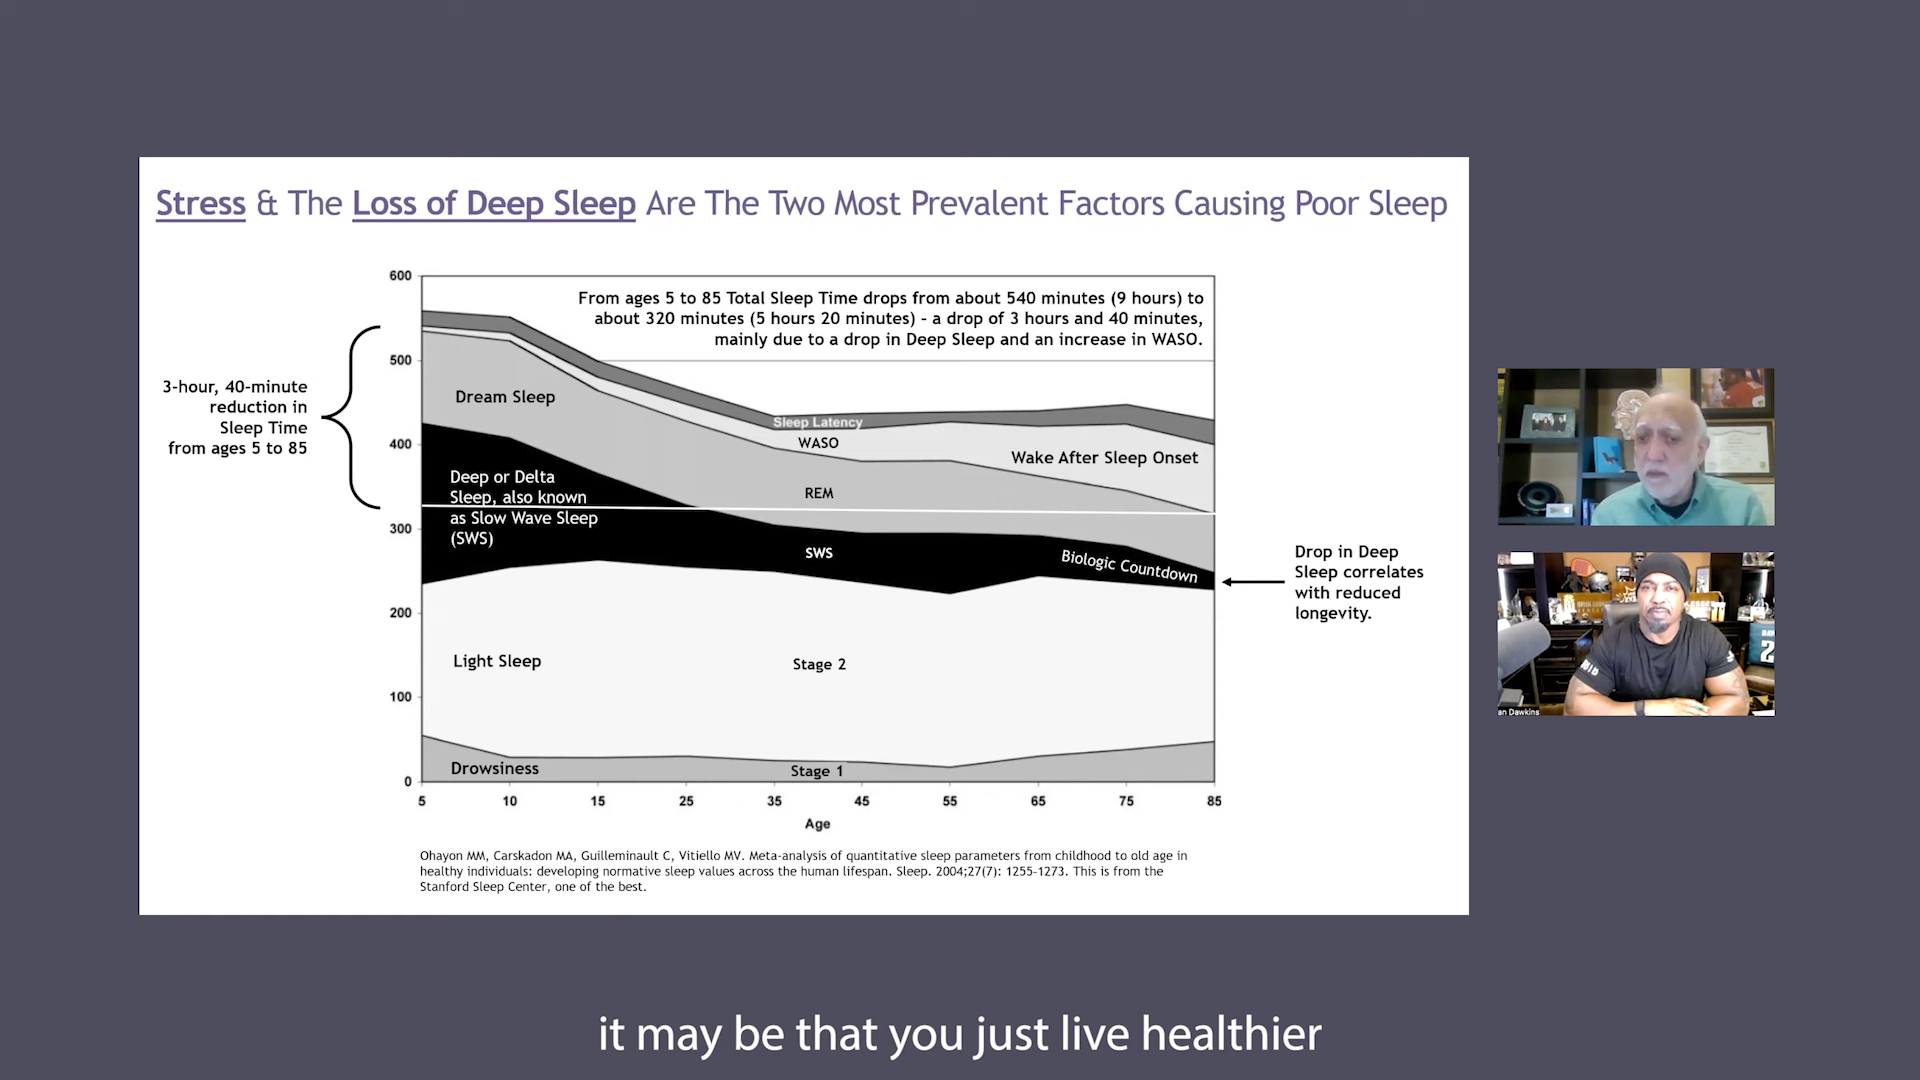 Stress & The Loss of Deep Sleep Are The Two Most Prevalent Factors Causing Poor Sleep
600
500
400
300
200
100
0
From ages 5 to 85 Total Sleep Time drops from about 540 minutes (9 hours) to
about 320 minutes (5 hours 20 minutes) - a drop of 3 hours and 40 minutes,
mainly due to a drop in Deep Sleep and an increase in WASO.
3-hour, 40-minute
reduction in
Sleep Time
from ages 5 to 85
Dream Sleep
Sleep Latency
WASO
Wake After Sleep Onset
Deep or Delta
Sleep, also known
as Slow Wave Sleep
(SWS)
REM
SWS
Biologic Countdown
Drop in Deep
Sleep correlates
with reduced
longevity.
Light Sleep
Stage 2
Drowsiness
Stage 1
5 10 15 25 35 45 55 65 75 85
Age
Ohayon MM, Carskadon MA, Guilleminault C, Vitiello MV. Meta-analysis of quantitative sleep parameters from childhood to old age in
healthy individuals: developing normative sleep values across the human lifespan. Sleep. 2004;27(7): 1255-1273. This is from the
Stanford Sleep Center, one of the best.
an Dawkins
it may be that you just live healthier